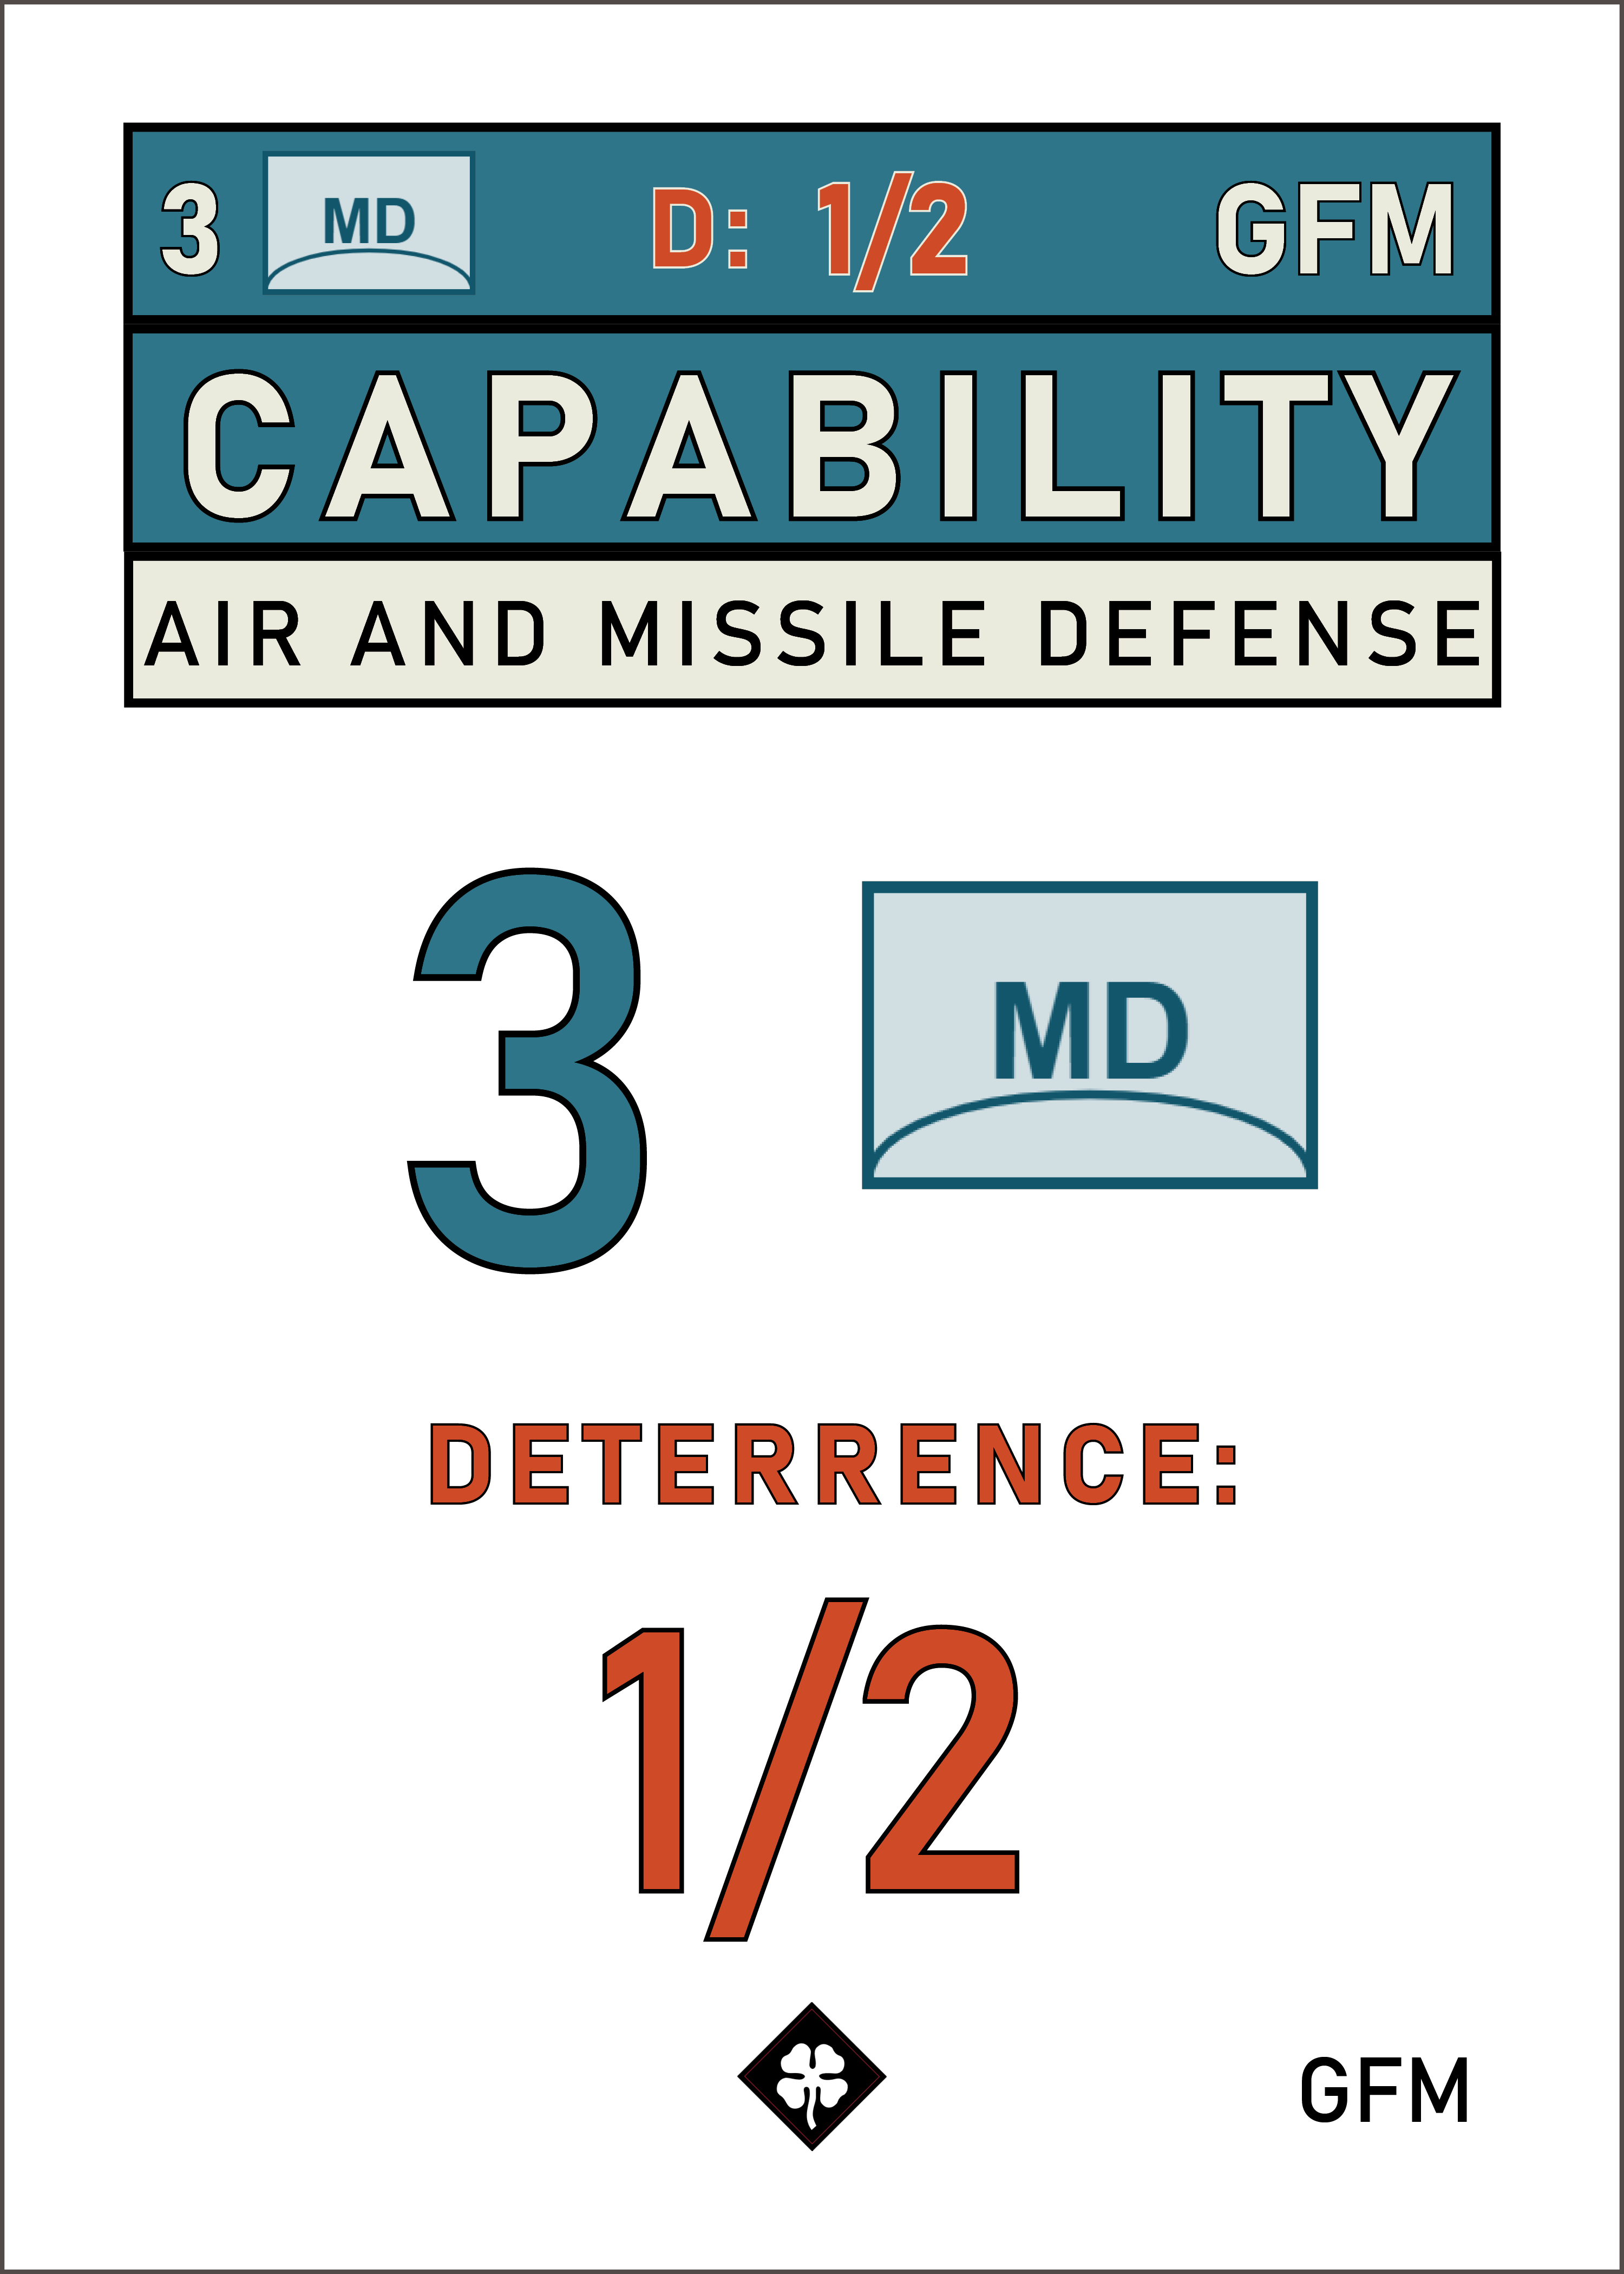 3 MD D: 1/2 GFM
CAPABILITY
AIR AND MISSILE DEFENSE
3 MD
DETERRENCE:
1/2
GFM